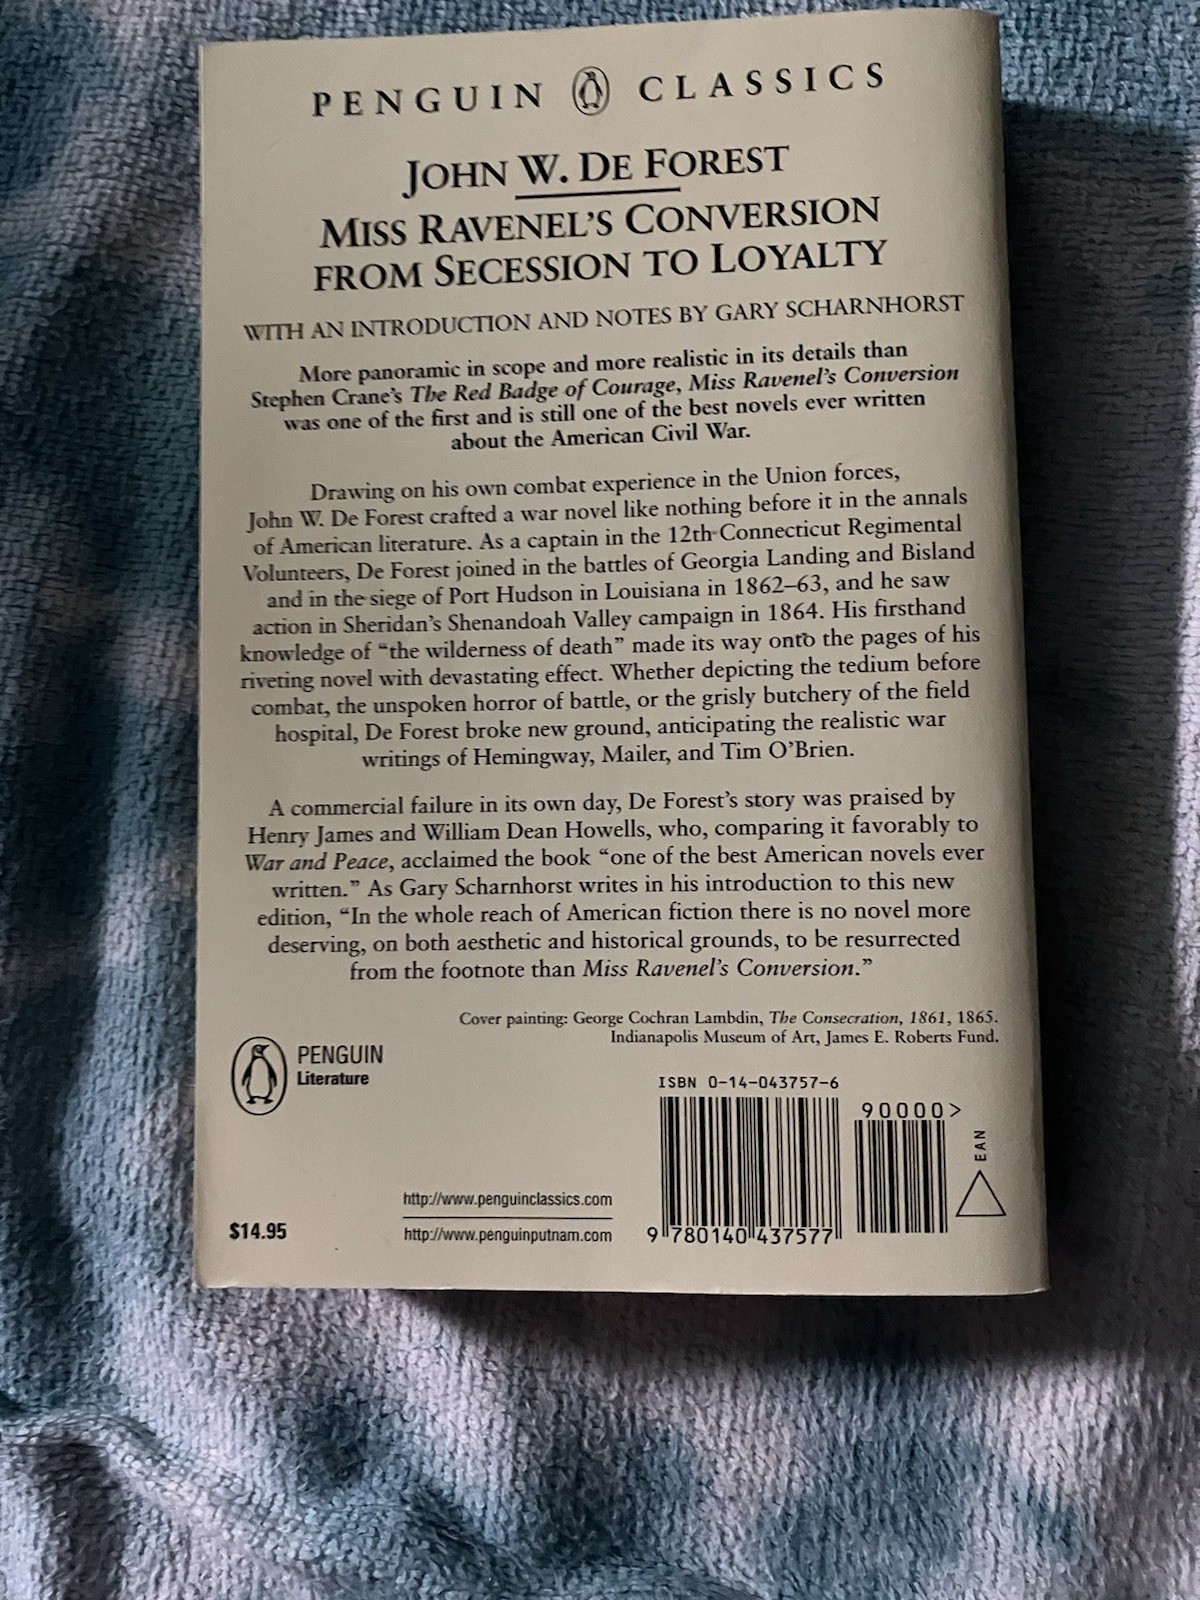 PENGUIN CLASSICS
JOHN W. DE FOREST
MISS RAVENEL'S CONVERSION
FROM SECESSION TO LOYALTY
WITH AN INTRODUCTION AND NOTES BY GARY SCHARNHORST
More panoramic in scope and more realistic in its details than
Stephen Crane's The Red Badge of Courage, Miss Ravenel's Conversion
was one of the first and is still one of the best novels ever written
about the American Civil War.
Drawing on his own combat experience in the Union forces,
John W. De Forest crafted a war novel like nothing before it in the annals
of American literature. As a captain in the 12th Connecticut Regimental
Volunteers, De Forest joined in the battles of Georgia Landing and Bisland
and in the siege of Port Hudson in Louisiana in 1862–63, and he saw
action in Sheridan's Shenandoah Valley campaign in 1864. His firsthand
knowledge of “the wilderness of death” made its way onto the pages of his
riveting novel with devastating effect. Whether depicting the tedium before
combat, the unspoken horror of battle, or the grisly butchery of the field
hospital, De Forest broke new ground, anticipating the realistic war
writings of Hemingway, Mailer, and Tim O'Brien.
A commercial failure in its own day, De Forest's story was praised by
Henry James and William Dean Howells, who, comparing it favorably to
War and Peace, acclaimed the book “one of the best American novels ever
written.” As Gary Scharnhorst writes in his introduction to this new
edition, “In the whole reach of American fiction there is no novel more
deserving, on both aesthetic and historical grounds, to be resurrected
from the footnote than Miss Ravenel's Conversion.”
Cover painting: George Cochran Lambdin, The Consecration, 1861, 1865.
Indianapolis Museum of Art, James E. Roberts Fund.
PENGUIN
Literature
ISBN 0-14-043757-6
90000>
EAN
http://www.penguinclassics.com
http://www.penguinputnam.com
$14.95
9 780140 437577